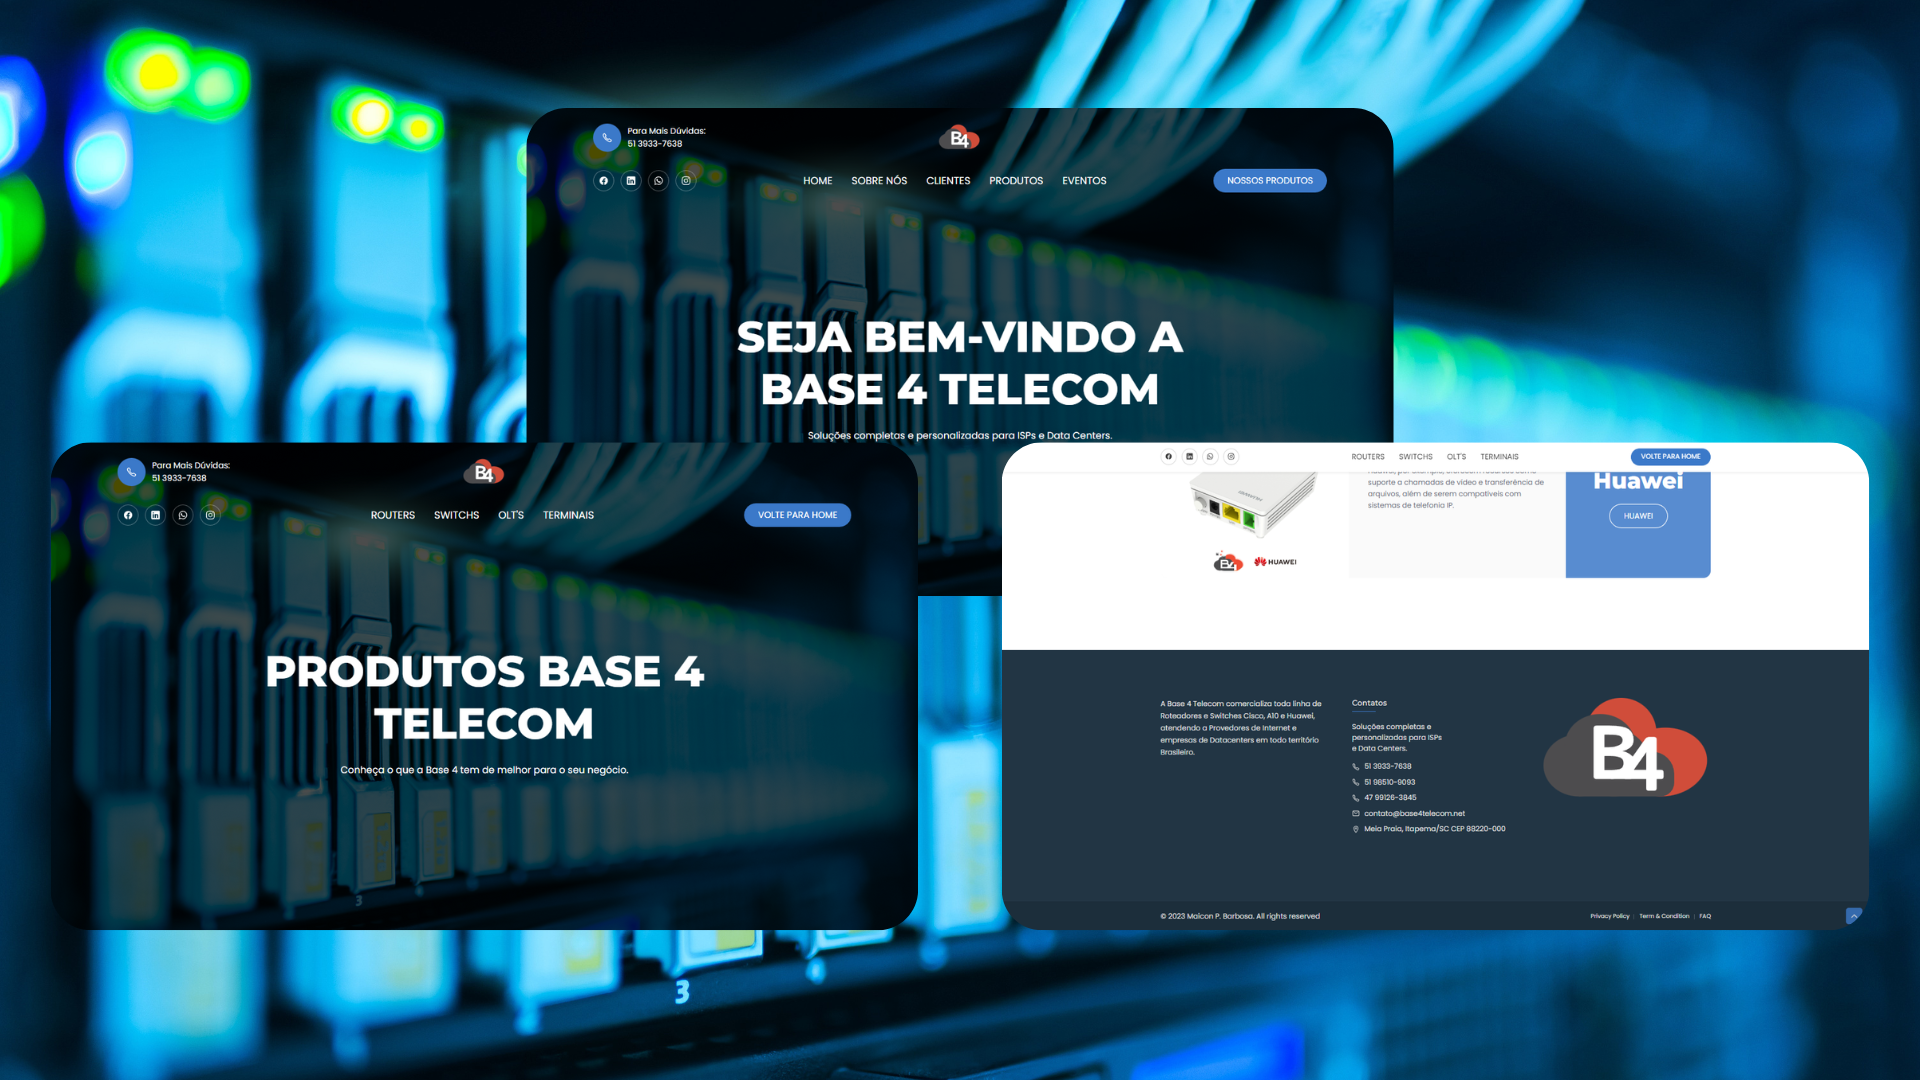 Para Mais Dúvidas:
51 3933-7638
B4
HOME SOBRE NÓS CLIENTES PRODUTOS EVENTOS
NOSSOS PRODUTOS
SEJA BEM-VINDO A
BASE 4 TELECOM
Soluções completas e personalizadas para ISPs e Data Centers.
Para Mais Dúvidas:
51 3933-7638
B4
ROUTERS SWITCHS OLT'S TERMINAIS
VOLTE PARA HOME
PRODUTOS BASE 4
TELECOM
Conheça o que a Base 4 tem de melhor para o seu negócio.
3
ROUTERS SWITCHS OLT'S TERMINAIS
VOLTE PARA HOME
suporte a chamadas de vídeo e transferência de
arquivos, além de serem compatíveis com
sistemas de telefonia IP.
Huawei
HUAWEI
B4
HUAWEI
A Base 4 Telecom comercializa toda linha de
Roteadores e Switches Cisco, A10 e Huawei,
atendendo a Provedores de Internet e
empresas de Datacenters em todo território
Brasileiro.
Contatos
Soluções completas e
personalizadas para ISPs
e Data Centers.
51 3933-7638
51 98510-9093
47 99126-3845
contato@base4telecom.net
Meia Praia, Itapema/SC CEP 88220-000
B4
© 2023 Maicon P. Barbosa. All rights reserved
Privacy Policy | Term & Condition | FAQ
3